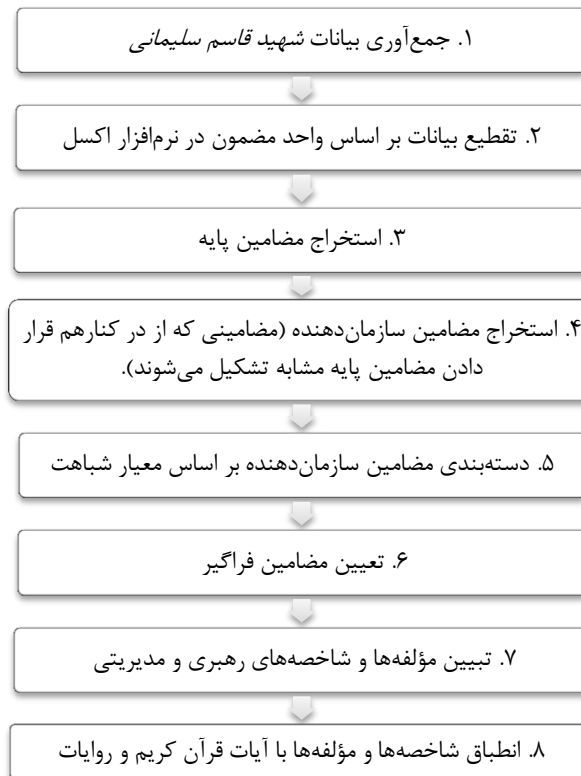 ۱. جمع‌آوری بیانات شهید قاسم سلیمانی
۲. تقطیع بیانات بر اساس واحد مضمون در نرم‌افزار اکسل
۳. استخراج مضامین پایه
۴. استخراج مضامین سازمان‌دهنده (مضامینی که از در کنارهم قرار
دادن مضامین پایه مشابه تشکیل می‌شوند).
۵. دسته‌بندی مضامین سازمان‌دهنده بر اساس معیار شباهت
۶. تعیین مضامین فراگیر
۷. تبیین مؤلفه‌ها و شاخصه‌های رهبری و مدیریتی
۸. انطباق شاخصه‌ها و مؤلفه‌ها با آیات قرآن کریم و روایات